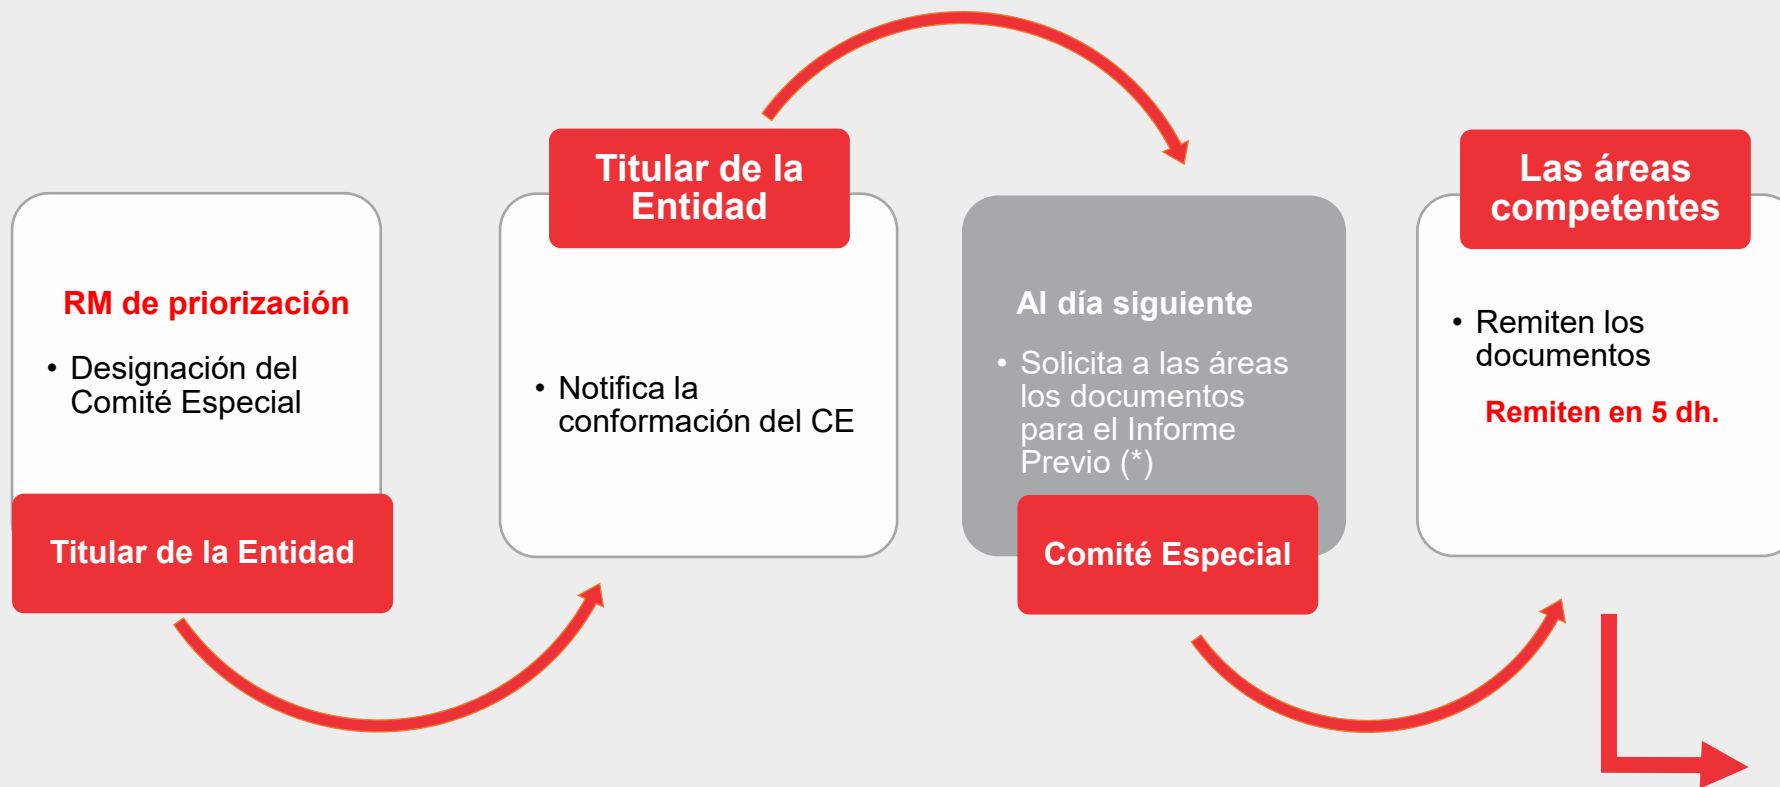 RM de priorización
• Designación del
Comité Especial
Titular de la Entidad
Titular de la
Entidad
• Notifica la
conformación del CE
Al día siguiente
• Solicita a las áreas
los documentos
para el Informe
Previo (*)
Comité Especial
Las áreas
competentes
• Remiten los
documentos
Remiten en 5 dh.